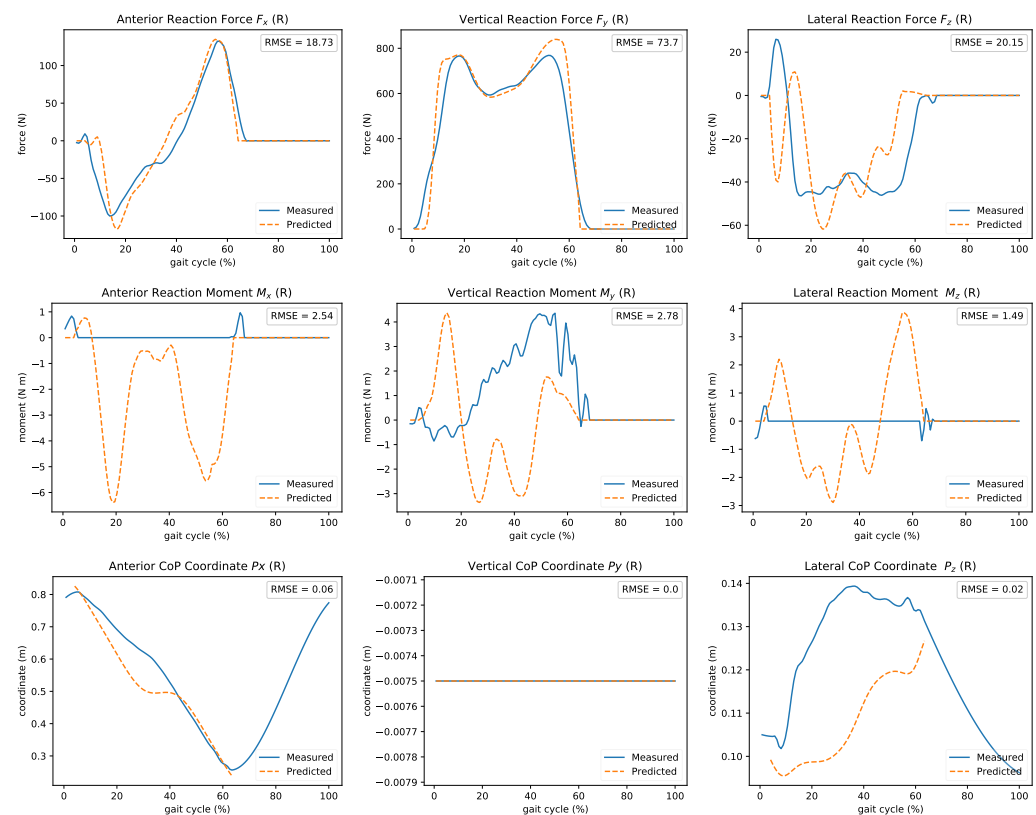 Anterior Reaction Force Fx (R)
RMSE = 18.73
100
50
0
−50
−100
force (N)
0 20 40 60 80 100
gait cycle (%)
Measured
Predicted
Vertical Reaction Force Fy (R)
RMSE = 73.7
800
600
400
200
0
force (N)
0 20 40 60 80 100
gait cycle (%)
Measured
Predicted
Lateral Reaction Force Fz (R)
RMSE = 20.15
20
0
−20
−40
−60
force (N)
0 20 40 60 80 100
gait cycle (%)
Measured
Predicted
Anterior Reaction Moment Mx (R)
RMSE = 2.54
1
0
−1
−2
−3
−4
−5
−6
moment (N m)
0 20 40 60 80 100
gait cycle (%)
Measured
Predicted
Vertical Reaction Moment My (R)
RMSE = 2.78
4
3
2
1
0
−1
−2
−3
moment (N m)
0 20 40 60 80 100
gait cycle (%)
Measured
Predicted
Lateral Reaction Moment Mz (R)
RMSE = 1.49
4
3
2
1
0
−1
−2
−3
moment (N m)
0 20 40 60 80 100
gait cycle (%)
Measured
Predicted
Anterior CoP Coordinate Px (R)
RMSE = 0.06
0.8
0.7
0.6
0.5
0.4
0.3
coordinate (m)
0 20 40 60 80 100
gait cycle (%)
Measured
Predicted
Vertical CoP Coordinate Py (R)
RMSE = 0.0
−0.0071
−0.0072
−0.0073
−0.0074
−0.0075
−0.0076
−0.0077
−0.0078
−0.0079
coordinate (m)
0 20 40 60 80 100
gait cycle (%)
Measured
Predicted
Lateral CoP Coordinate Pz (R)
RMSE = 0.02
0.14
0.13
0.12
0.11
0.10
coordinate (m)
0 20 40 60 80 100
gait cycle (%)
Measured
Predicted